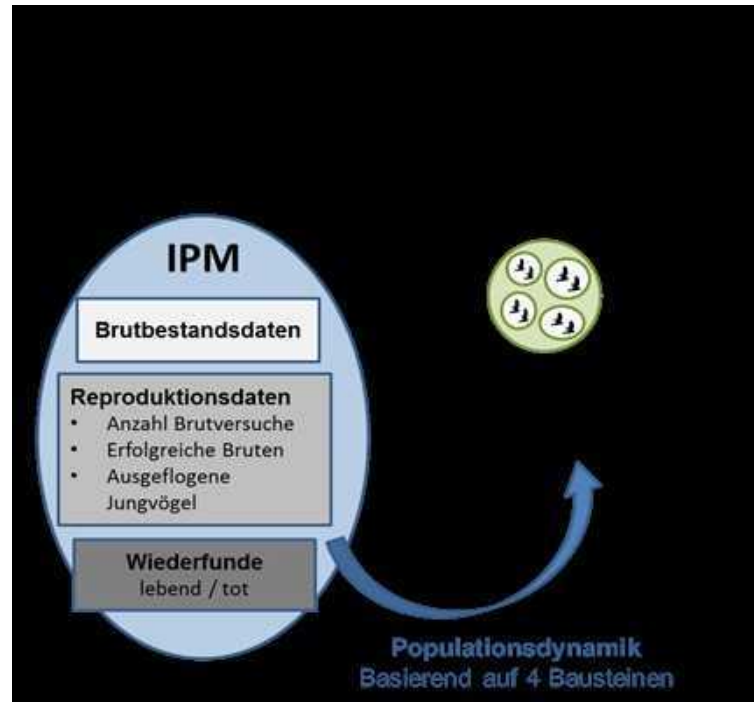 IPM
Brutbestandsdaten
Reproduktionsdaten
• Anzahl Brutversuche
• Erfolgreiche Bruten
• Ausgeflogene
Jungvögel
Wiederfunde
lebend / tot
Populationsdynamik
Basierend auf 4 Bausteinen